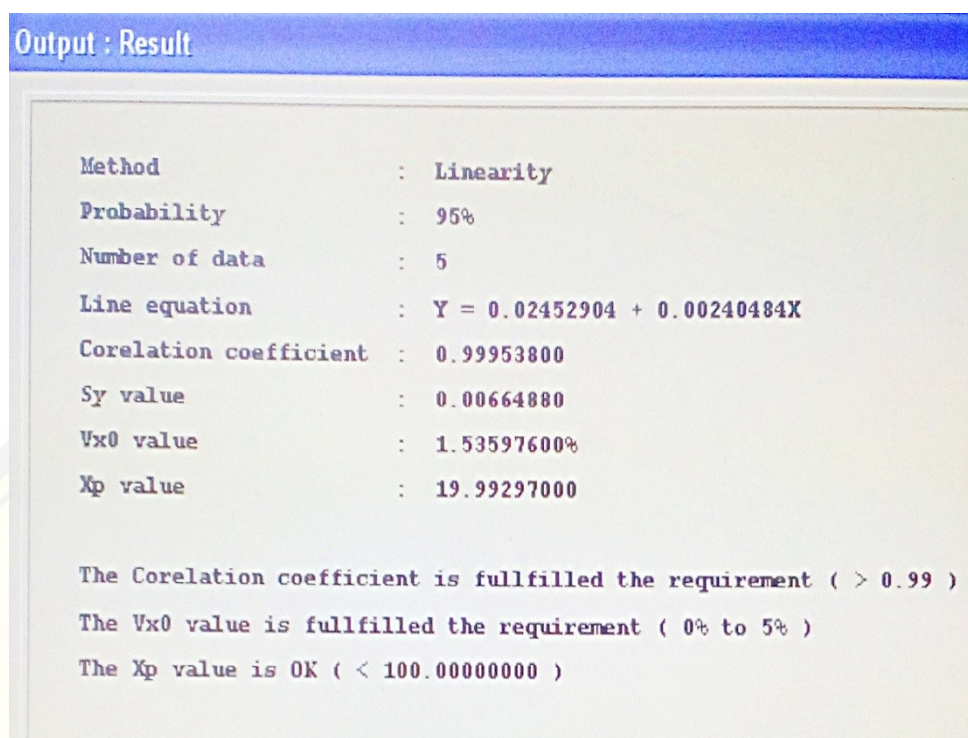 Output : Result
Method : Linearity
Probability : 95%
Number of data : 5
Line equation : Y = 0.02452904 + 0.00240484X
Corelation coefficient : 0.99953800
Sy value : 0.00664880
Vx0 value : 1.53597600%
Xp value : 19.99297000
The Corelation coefficient is fullfilled the requirement ( > 0.99 )
The Vx0 value is fullfilled the requirement ( 0% to 5% )
The Xp value is OK ( < 100.00000000 )